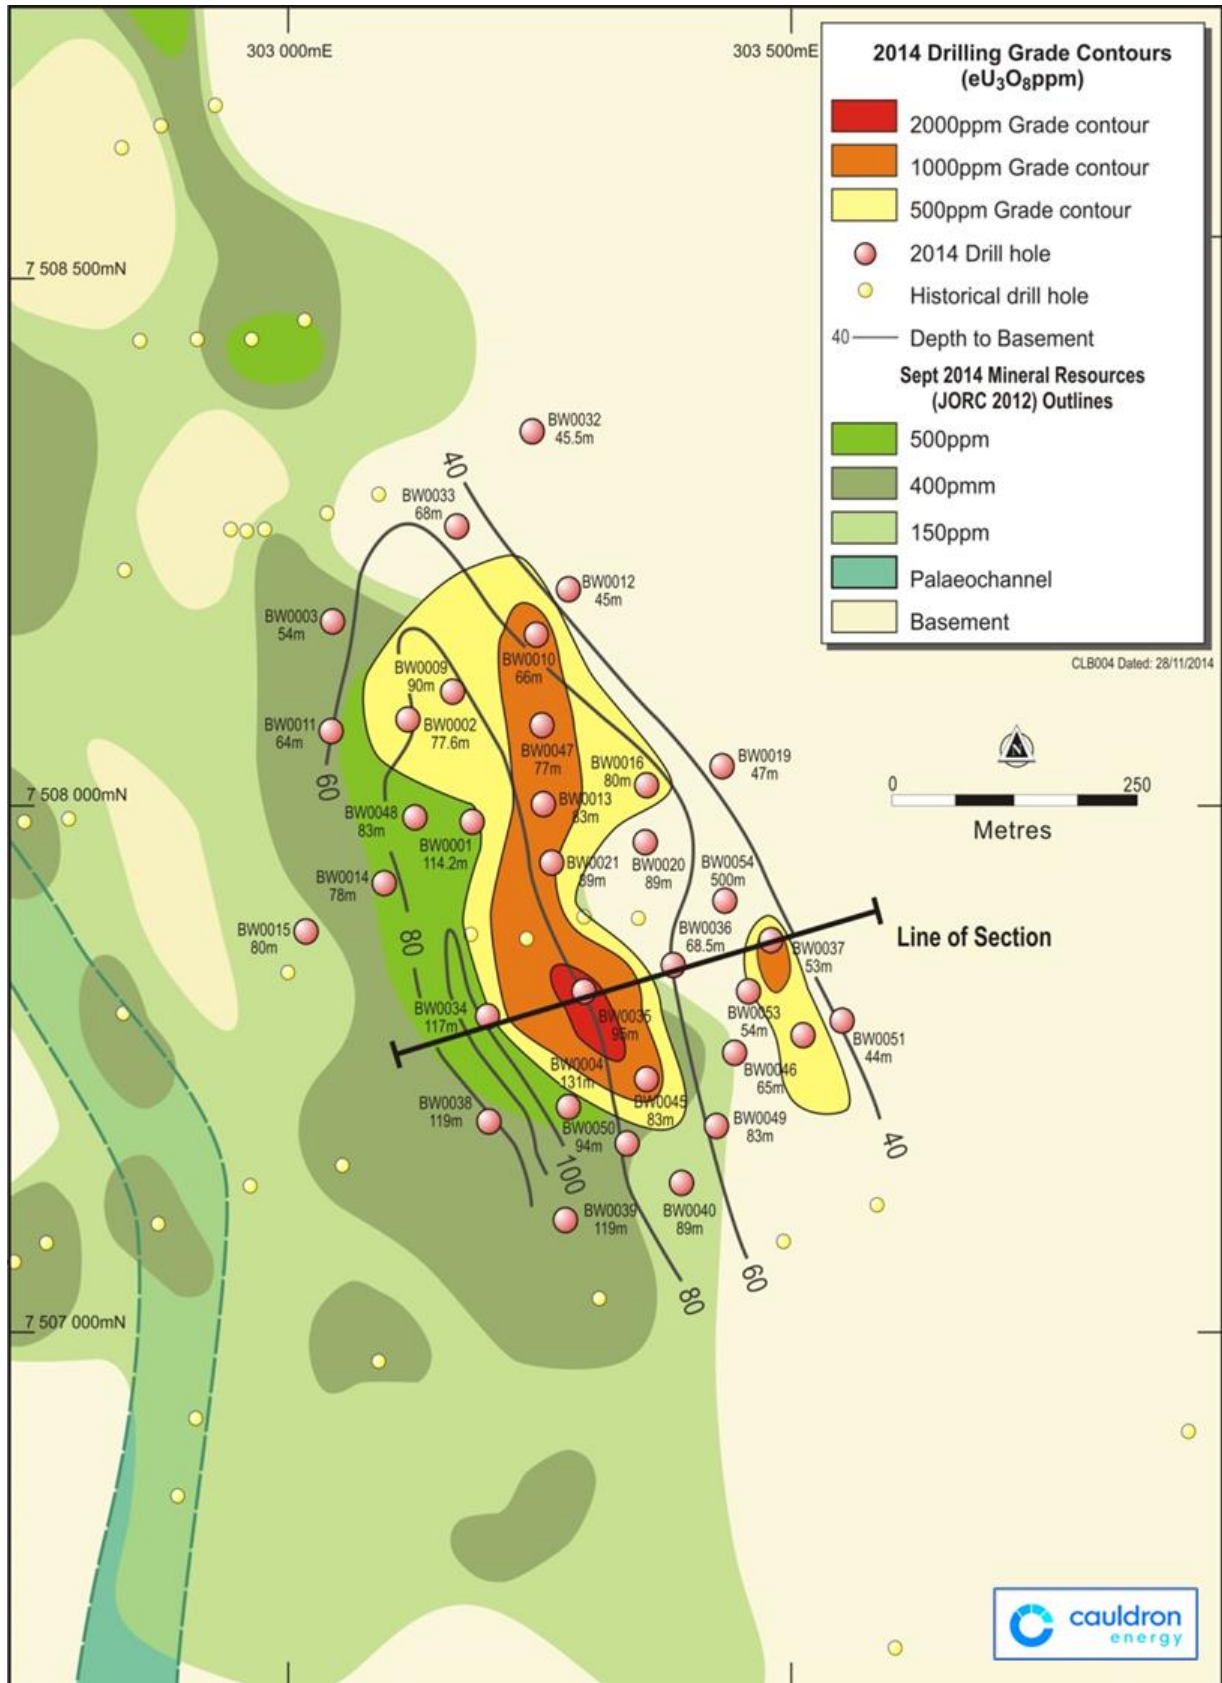 303 000mE
303 500mE
2014 Drilling Grade Contours
(eU3O8ppm)
2000ppm Grade contour
1000ppm Grade contour
500ppm Grade contour
2014 Drill hole
Historical drill hole
40
Depth to Basement
Sept 2014 Mineral Resources
(JORC 2012) Outlines
500ppm
400pmm
150ppm
Palaeochannel
Basement
CLB004 Dated: 28/11/2014
7 508 500mN
BW0032
45.5m
40
BW0033
68m
BW0012
45m
BW0003
54m
BW0010
66m
BW0009
90m
BW0002
77.6m
BW0011
64m
BW0047
77m
BW0016
80m
BW0019
47m
60
N
0
250
Metres
7 508 000mN
BW0048
83m
BW0013
83m
BW0001
114.2m
BW0021
89m
BW0020
89m
BW0054
500m
BW0014
78m
BW0015
80m
80
BW0036
68.5m
Line of Section
BW0037
53m
BW0034
117m
BW0035
95m
BW0053
54m
BW0051
44m
BW0004
131m
BW0046
65m
BW0045
83m
BW0038
119m
BW0050
94m
BW0049
83m
40
100
BW0039
119m
BW0040
89m
60
80
7 507 000mN
cauldron
energy